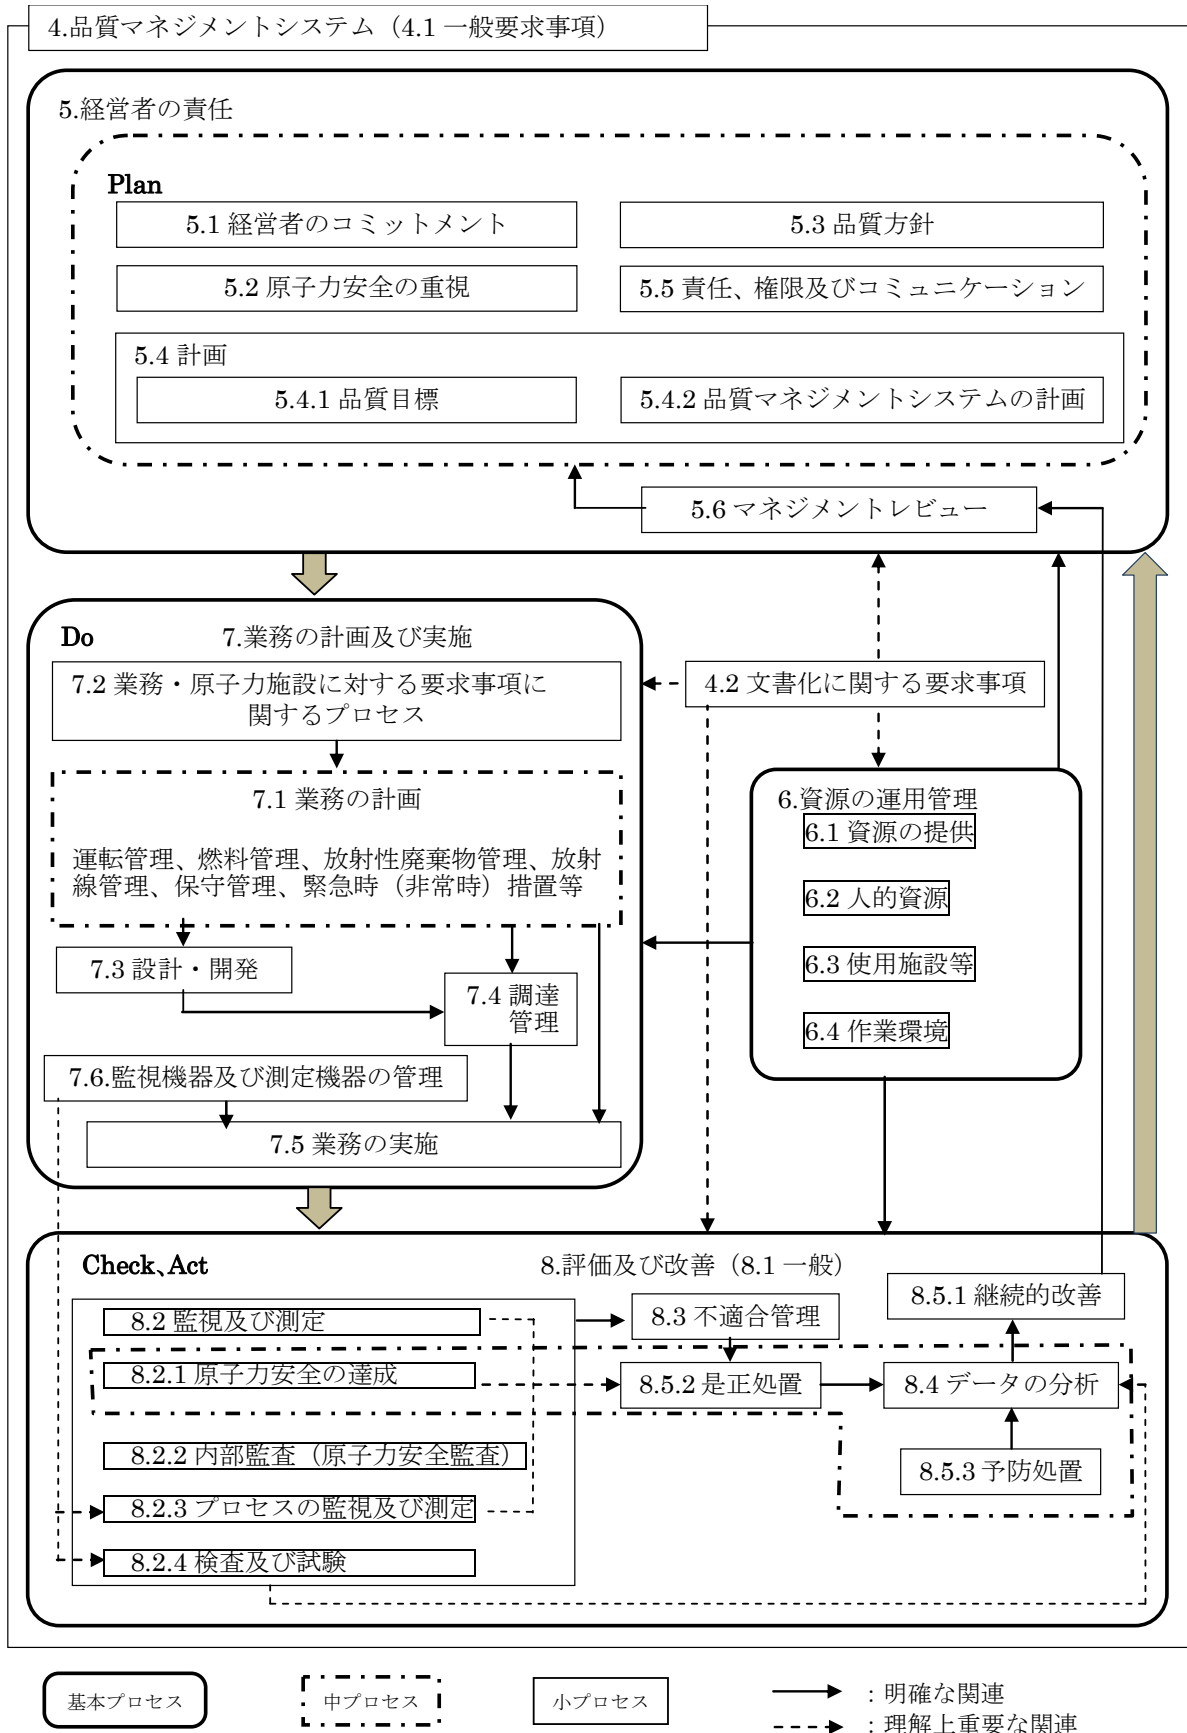 4.品質マネジメントシステム（4.1 一般要求事項）
5.経営者の責任
Plan
5.1 経営者のコミットメント
5.3 品質方針
5.2 原子力安全の重視
5.5 責任、権限及びコミュニケーション
5.4 計画
5.4.1 品質目標
5.4.2 品質マネジメントシステムの計画
5.6 マネジメントレビュー
Do
7.業務の計画及び実施
7.2 業務・原子力施設に対する要求事項に
関するプロセス
4.2 文書化に関する要求事項
7.1 業務の計画
運転管理、燃料管理、放射性廃棄物管理、放射
線管理、保守管理、緊急時（非常時）措置等
6.資源の運用管理
6.1 資源の提供
6.2 人的資源
6.3 使用施設等
6.4 作業環境
7.3 設計・開発
7.4 調達
管理
7.6.監視機器及び測定機器の管理
7.5 業務の実施
Check、Act
8.評価及び改善（8.1 一般）
8.2 監視及び測定
8.3 不適合管理
8.5.1 継続的改善
8.2.1 原子力安全の達成
8.5.2 是正処置
8.4 データの分析
8.2.2 内部監査（原子力安全監査）
8.5.3 予防処置
8.2.3 プロセスの監視及び測定
8.2.4 検査及び試験
基本プロセス
中プロセス
小プロセス
：明確な関連
：理解上重要な関連